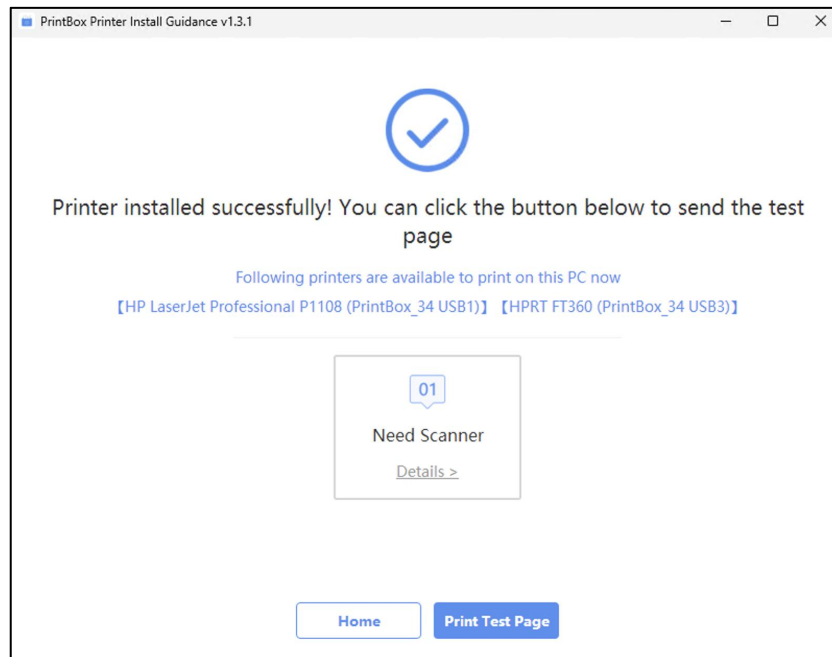 PrintBox Printer Install Guidance v1.3.1
Printer installed successfully! You can click the button below to send the test
page
Following printers are available to print on this PC now
【HP LaserJet Professional P1108 (PrintBox_34 USB1)】【HPRT FT360 (PrintBox_34 USB3)】
01
Need Scanner
Details >
Home
Print Test Page